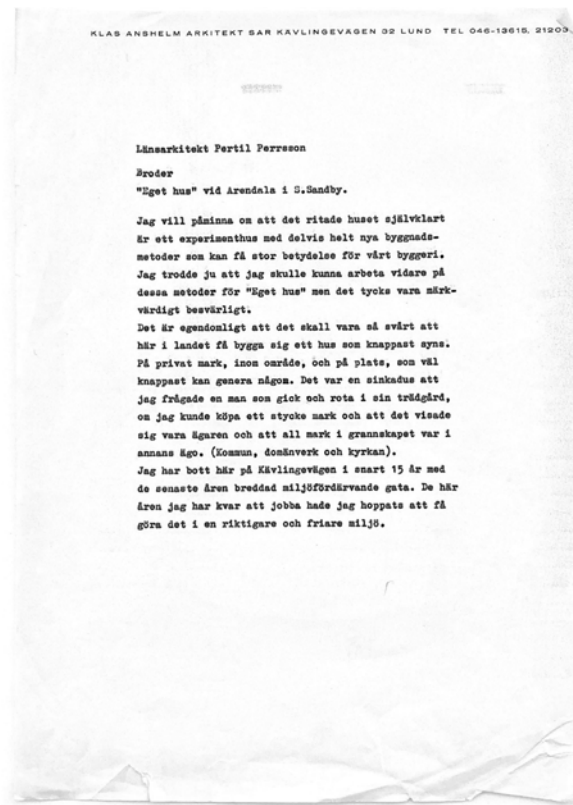 KLAS ANSHELM ARKITEKT SAR KÄVLINGEVÄGEN 32 LUND TEL 046-13615, 21203
Länsarkitekt Pertil Perrsson
Broder
"Eget hus" vid Arendala i S.Sandby.
Jag vill påminna om att det ritade huset självklart
är ett experimenthus med delvis helt nya byggnads-
metoder som kan få stor betydelse för vårt byggeri.
Jag trodde ju att jag skulle kunna arbeta vidare på
dessa metoder för "Eget hus" men det tycks vara märk-
värdigt besvärligt.
Det är egendomligt att det skall vara så svårt att
här i landet få bygga sig ett hus som knappast syns.
På privat mark, inom område, och på plats, som väl
knappast kan genera någom. Det var en sinkadus att
jag frågade en man som gick och rota i sin trädgård,
om jag kunde köpa ett stycke mark och att det visade
sig vara ägaren och att all mark i grannskapet var i
annans ägo. (Kommun, domänverk och kyrkan).
Jag har bott här på Kävlingevägen i snart 15 år med
de senaste åren breddad miljöfördärvande gata. De här
åren jag har kvar att jobba hade jag hoppats att få
göra det i en riktigare och friare miljö.